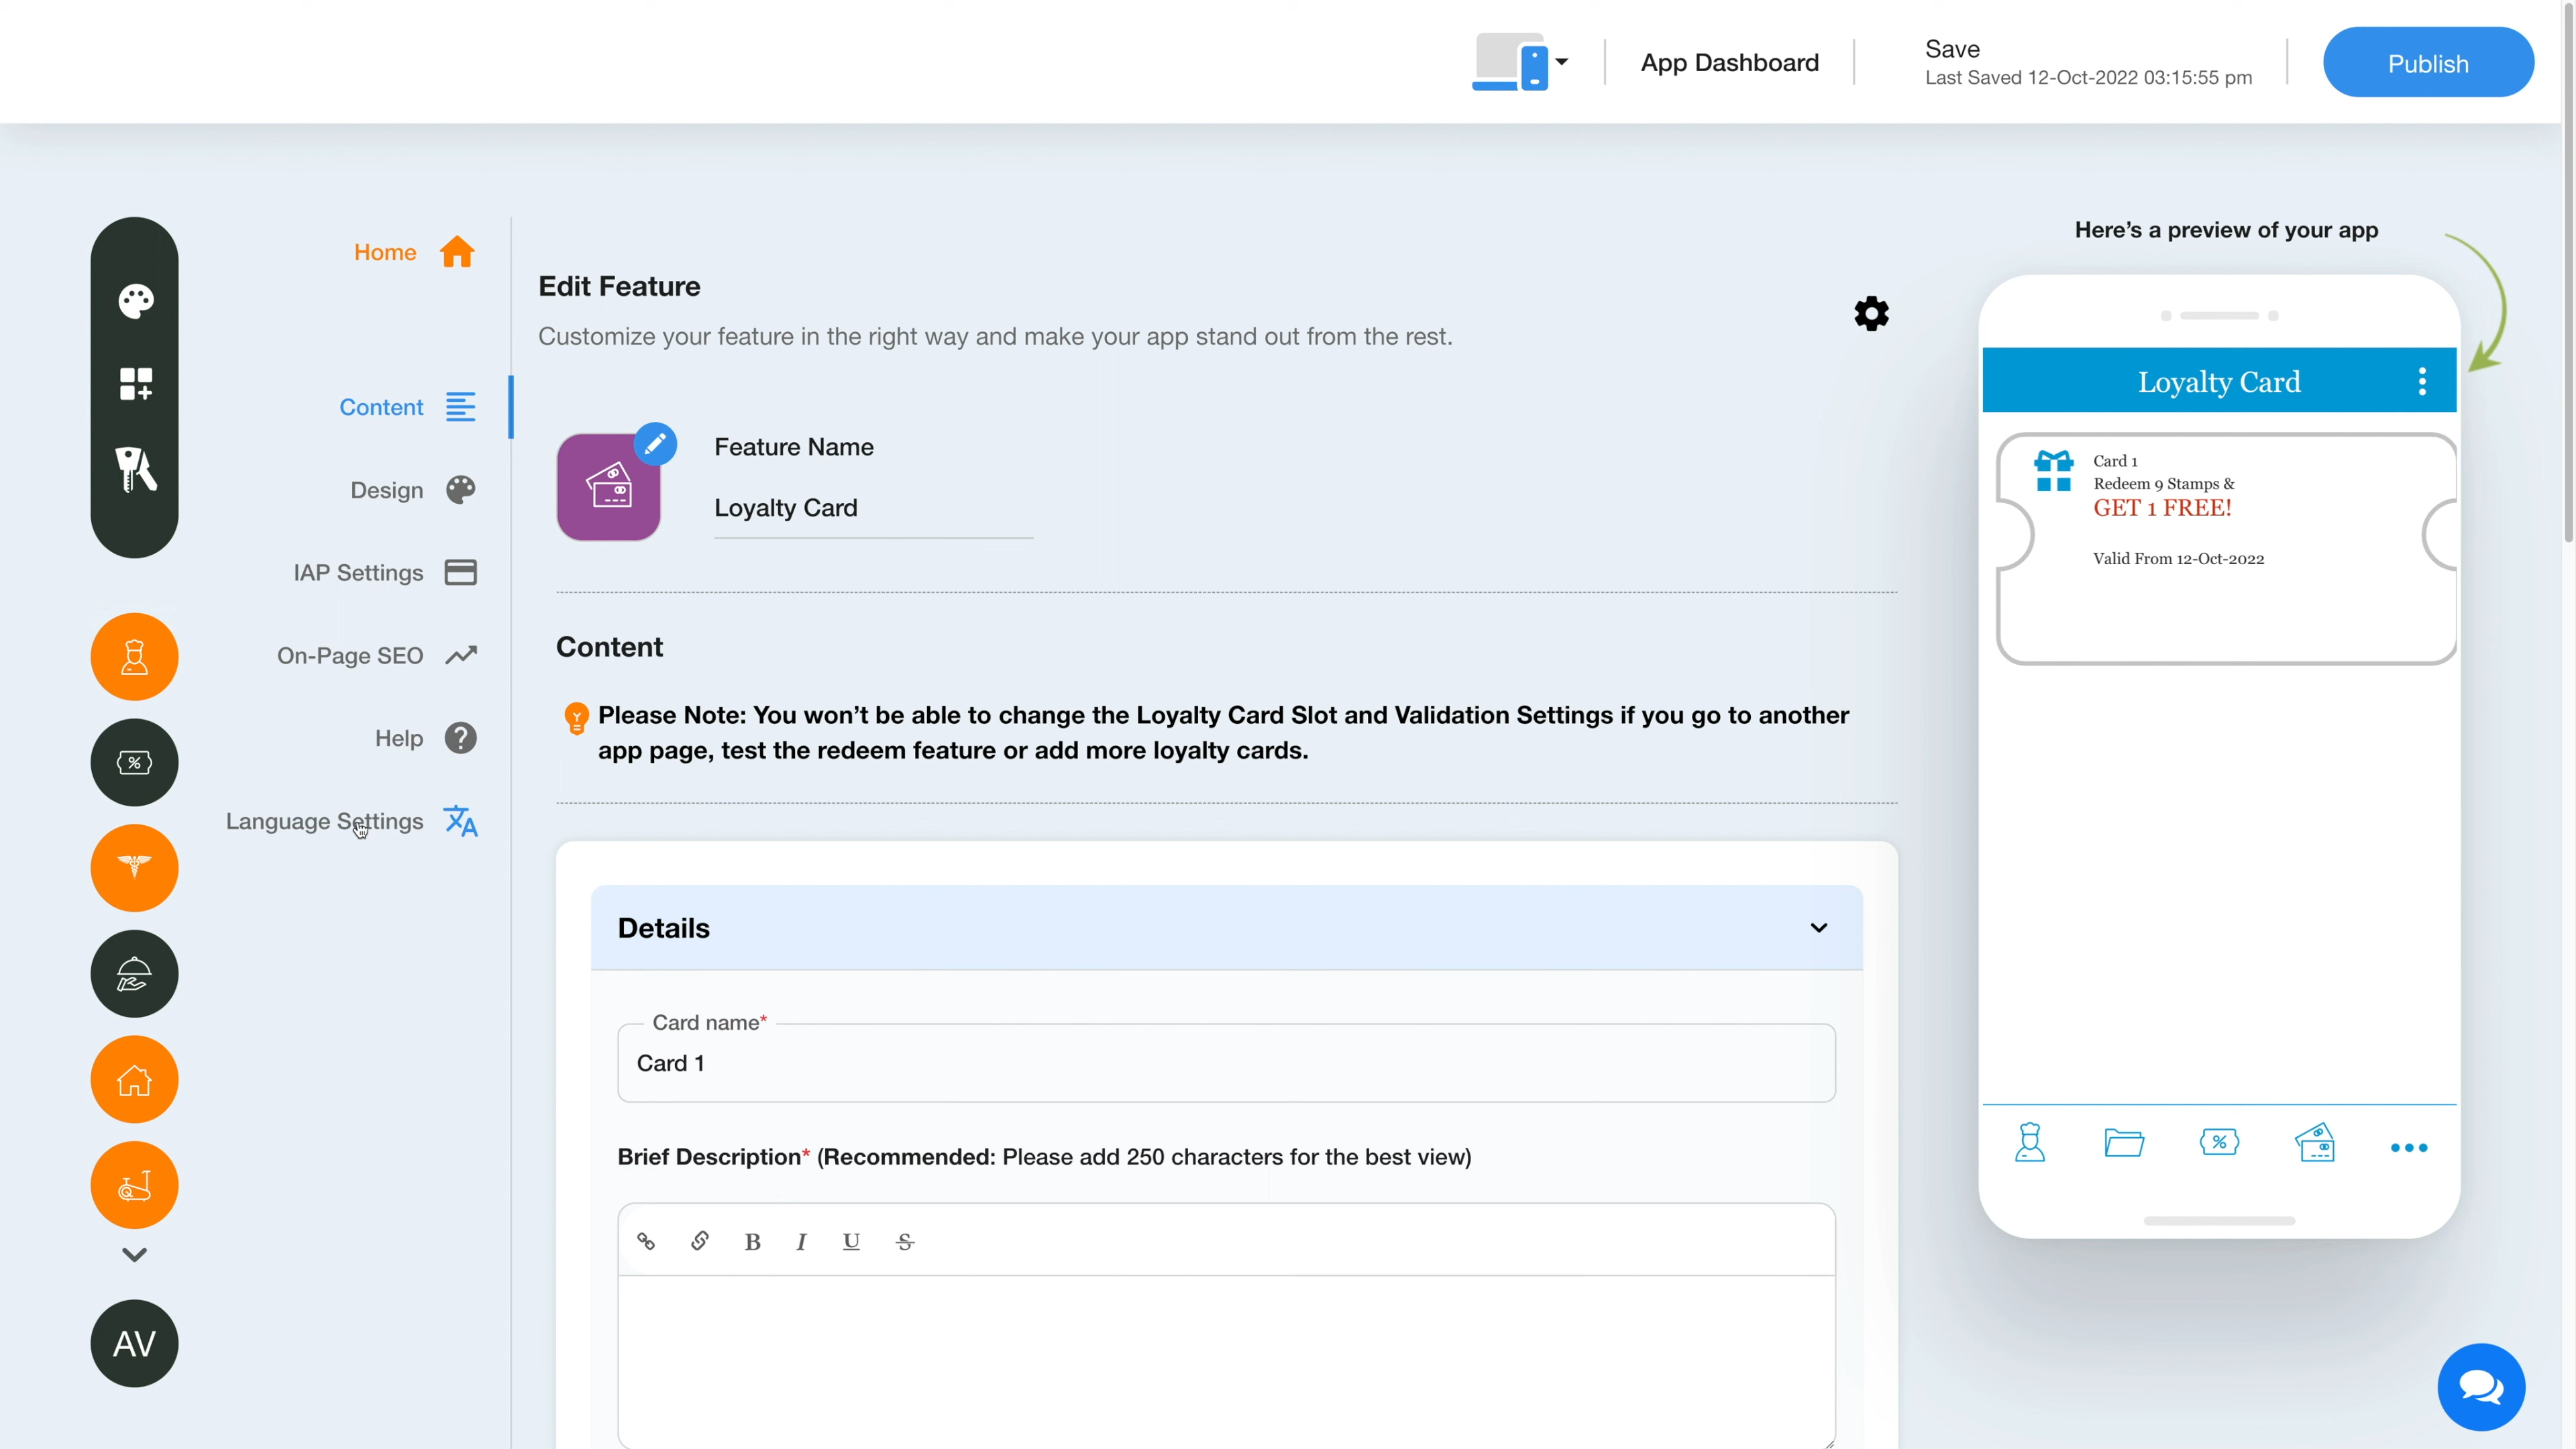 App Dashboard
Save
Last Saved 12-Oct-2022 03:15:55 pm
Publish
Home
Content
Design
IAP Settings
On-Page SEO
Help
Language Settings
AV
Edit Feature
Customize your feature in the right way and make your app stand out from the rest.
Feature Name
Loyalty Card
Content
Please Note: You won't be able to change the Loyalty Card Slot and Validation Settings if you go to another
app page, test the redeem feature or add more loyalty cards.
Details
Card name*
Card 1
Brief Description* (Recommended: Please add 250 characters for the best view)
B I U S
Here's a preview of your app
Loyalty Card
Card 1
Redeem 9 Stamps &
GET 1 FREE!
Valid From 12-Oct-2022